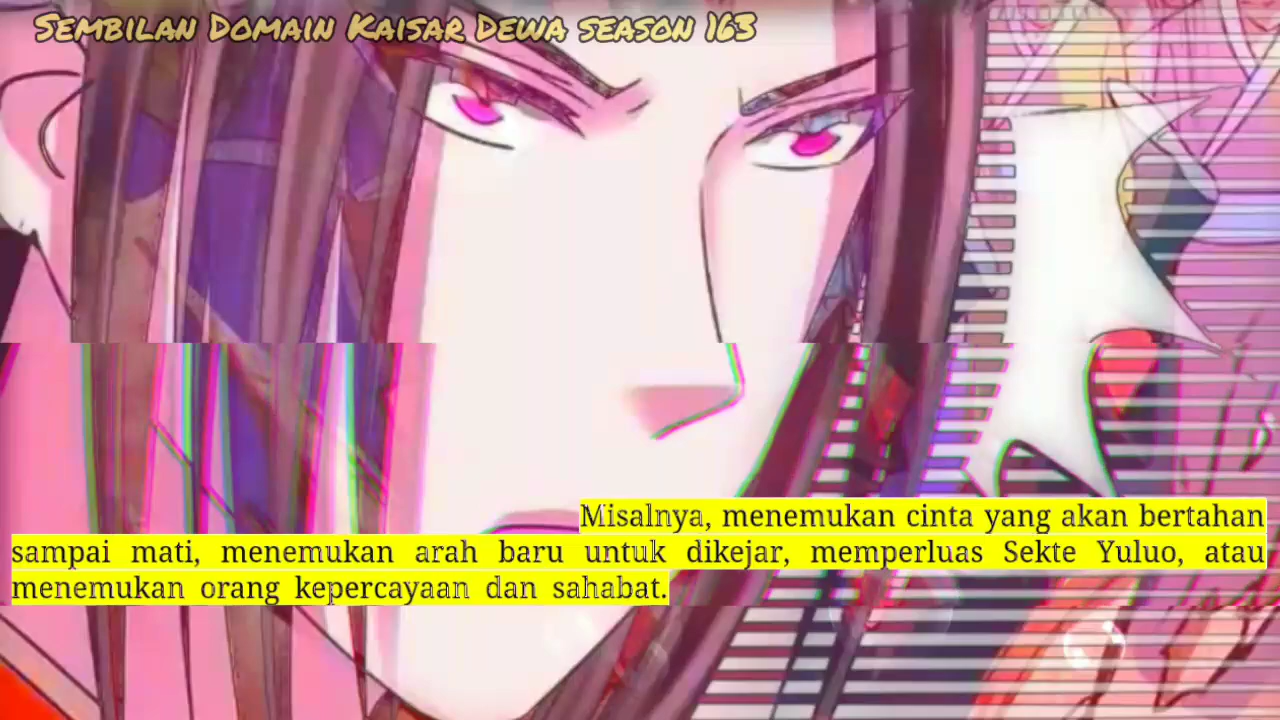 Sembilan Domain Kaisar Dewa season 163
Misalnya, menemukan cinta yang akan bertahan
sampai mati, menemukan arah baru untuk dikejar, memperluas Sekte Yuluo, atau
menemukan orang kepercayaan dan sahabat.